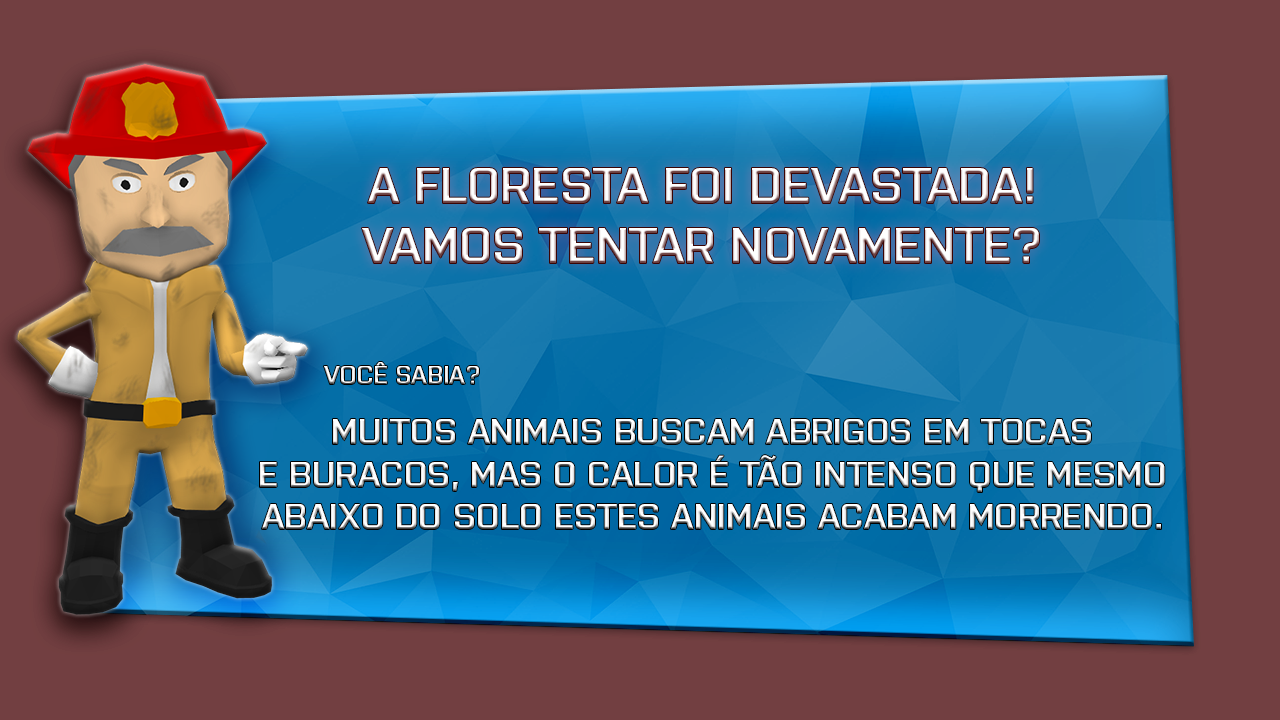 A FLORESTA FOI DEVASTADA!
VAMOS TENTAR NOVAMENTE?
VOCÊ SABIA?
MUITOS ANIMAIS BUSCAM ABRIGOS EM TOCAS
E BURACOS, MAS O CALOR É TÃO INTENSO QUE MESMO
ABAIXO DO SOLO ESTES ANIMAIS ACABAM MORRENDO.